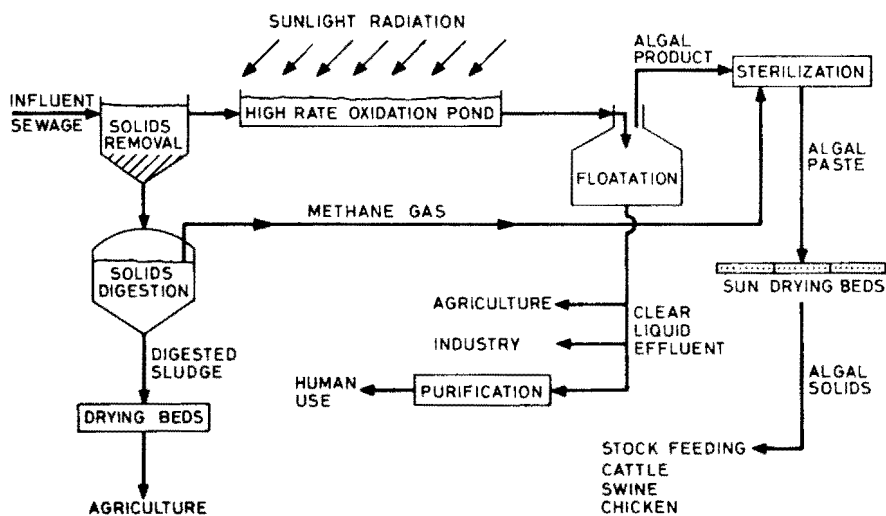 SUNLIGHT RADIATION
ALGAL
PRODUCT
STERILIZATION
INFLUENT
SEWAGE
SOLIDS
REMOVAL
HIGH RATE OXIDATION POND
FLOATATION
ALGAL
PASTE
METHANE GAS
SOLIDS
DIGESTION
SUN DRYING BEDS
AGRICULTURE
CLEAR
LIQUID
EFFLUENT
INDUSTRY
DIGESTED
SLUDGE
HUMAN
USE
PURIFICATION
ALGAL
SOLIDS
DRYING BEDS
STOCK FEEDING
CATTLE
SWINE
CHICKEN
AGRICULTURE